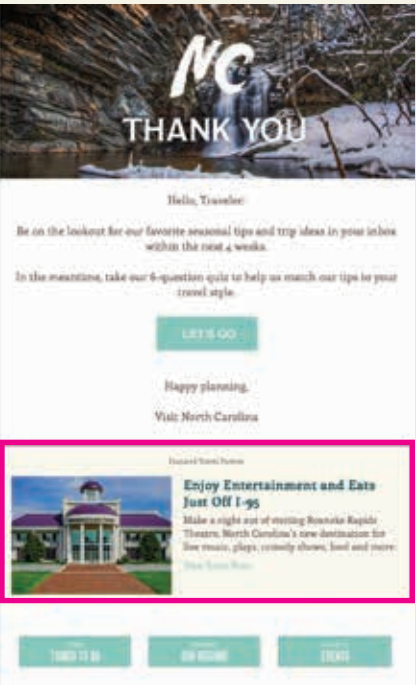 NC
THANK YOU
Hello, Traveler!
Be on the lookout for our favorite seasonal tips and trip ideas in your inbox
within the next 4 weeks.
In the meantime, take our 6-question quiz to help us match our tips to your
travel style.
LET'S GO
Happy planning,
Visit North Carolina
Featured Travel Partner
Enjoy Entertainment and Eats
Just Off I-95
Make a night out of visiting Roanoke Rapids
Theatre, North Carolina's new destination for
live music, plays, comedy shows, food and more.
THINGS TO DO
EVENTS